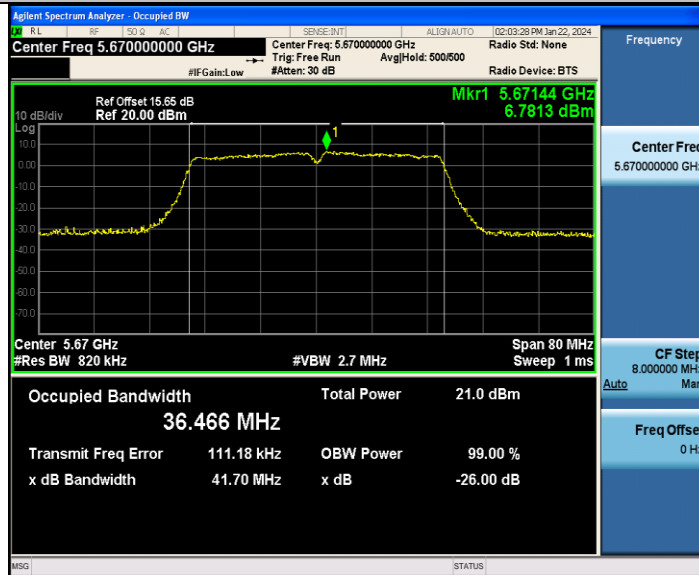 Agilent Spectrum Analyzer - Occupied BW
RL RF 50 Ω AC SENSE:INT ALIGN AUTO 02:03:28 PM Jan 22, 2024
Center Freq 5.670000000 GHz
Center Freq: 5.670000000 GHz
Radio Std: None
Trig: Free Run Avg|Hold: 500/500
#IFGain:Low
#Atten: 30 dB
Radio Device: BTS
Frequency
Ref Offset 15.65 dB
Mkr1 5.67144 GHz
10 dB/div Ref 20.00 dBm
6.7813 dBm
Log
1
10.0
0.00
-10.0
-20.0
-30.0
-40.0
-50.0
-60.0
-70.0
Center 5.67 GHz
Span 80 MHz
#Res BW 820 kHz
#VBW 2.7 MHz
Sweep 1 ms
Occupied Bandwidth
36.466 MHz
Total Power 21.0 dBm
Transmit Freq Error 111.18 kHz
OBW Power 99.00 %
x dB Bandwidth 41.70 MHz
x dB -26.00 dB
Center Fre
5.670000000 GH
CF Step
8.000000 MH
Auto Ma
Freq Offse
0 H
MSG
STATUS